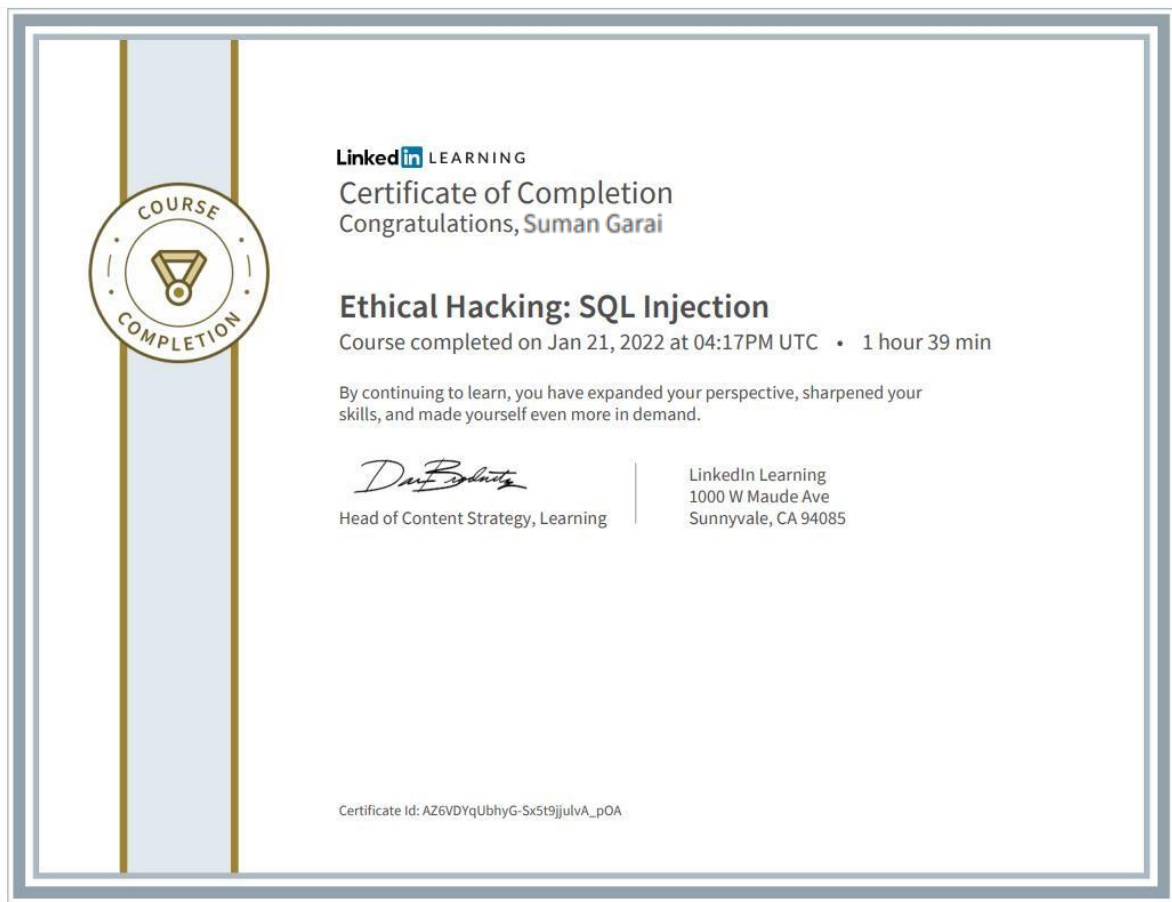 COURSE
COMPLETION
Linked in LEARNING
Certificate of Completion
Congratulations, Suman Garai
Ethical Hacking: SQL Injection
Course completed on Jan 21, 2022 at 04:17PM UTC • 1 hour 39 min
By continuing to learn, you have expanded your perspective, sharpened your
skills, and made yourself even more in demand.
Head of Content Strategy, Learning
LinkedIn Learning
1000 W Maude Ave
Sunnyvale, CA 94085
Certificate Id: AZ6VDYqUbhyG-Sx5t9jjulvA_pOA